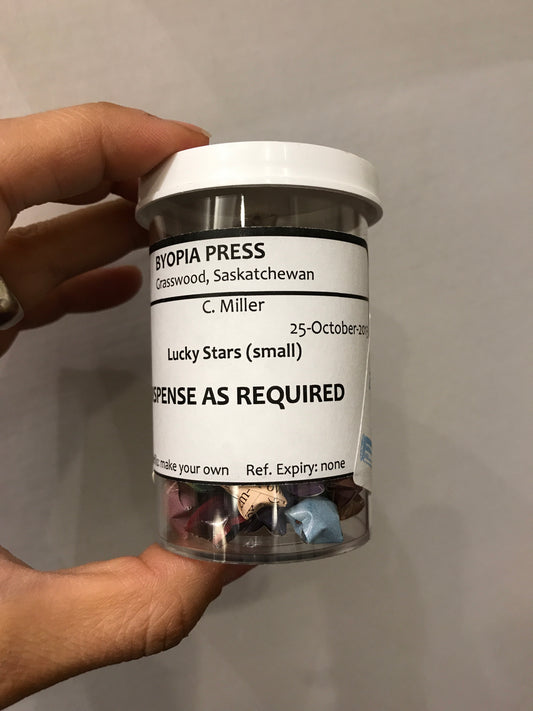 BYOPIA PRESS
Grasswood, Saskatchewan
C. Miller
25-October-201
Lucky Stars (small)
SPENSE AS REQUIRED
make your own Ref. Expiry: none